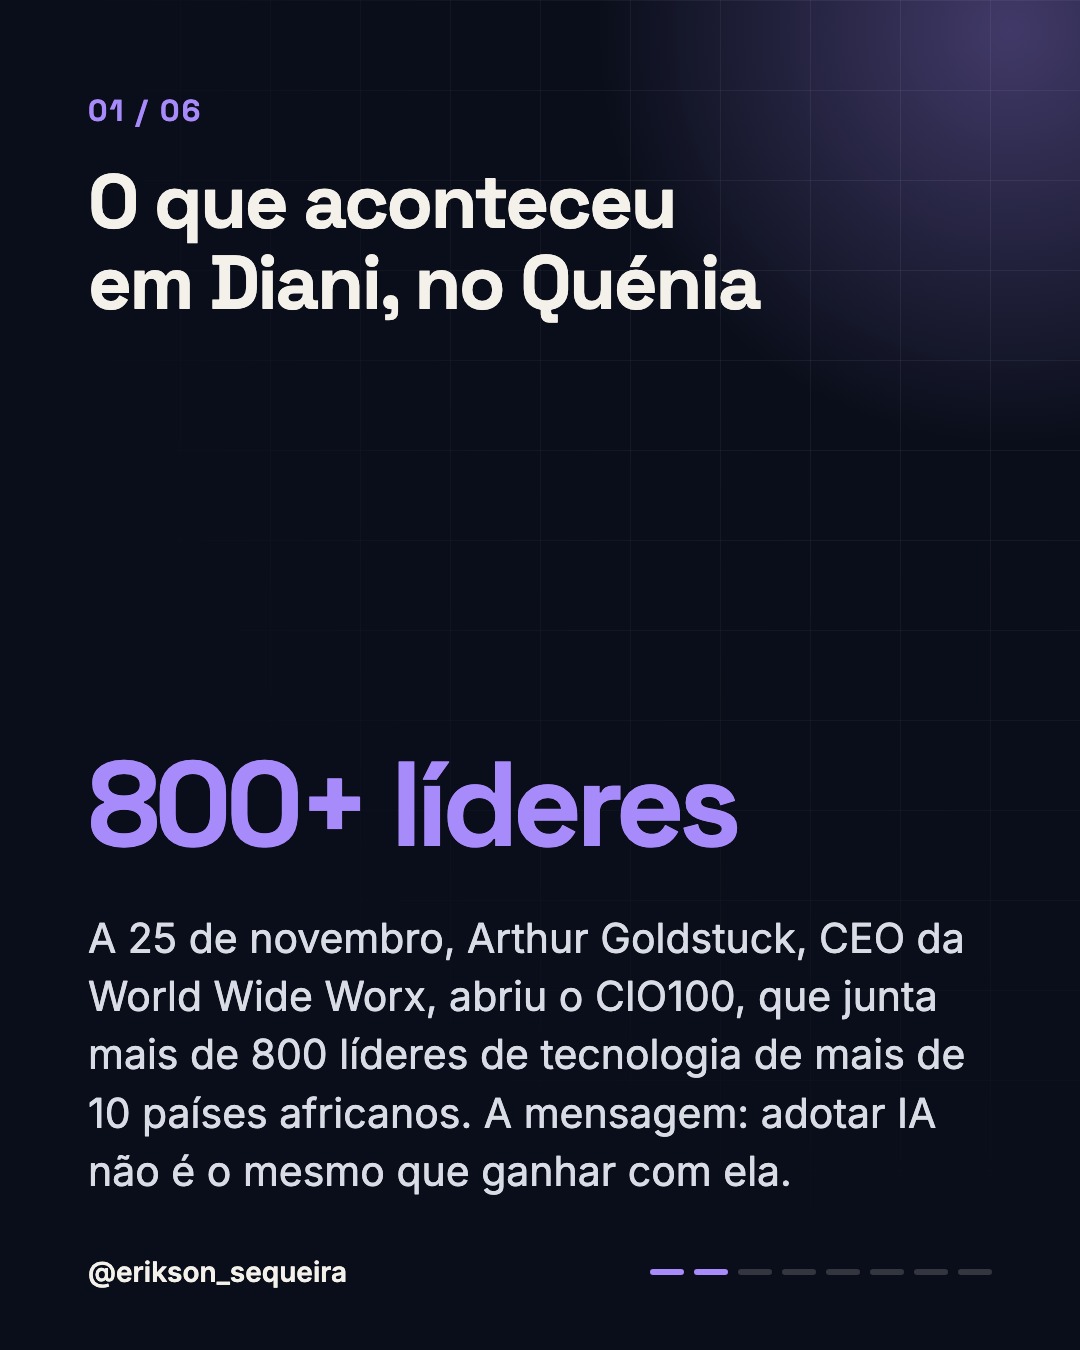 01 / 06
O que aconteceu
em Diani, no Quénia
800+ líderes
A 25 de novembro, Arthur Goldstuck, CEO da
World Wide Worx, abriu o CIO100, que junta
mais de 800 líderes de tecnologia de mais de
10 países africanos. A mensagem: adotar IA
não é o mesmo que ganhar com ela.
@erikson_sequeira